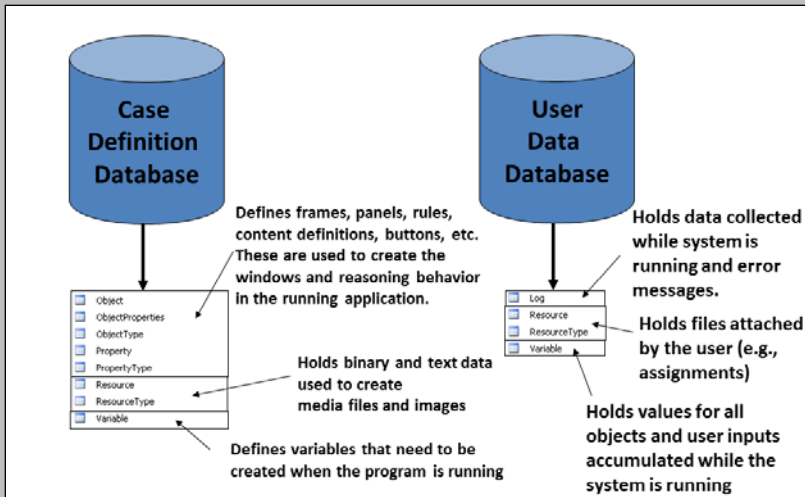 Case
Definition
Database
Defines frames, panels, rules,
content definitions, buttons, etc.
These are used to create the
windows and reasoning behavior
in the running application.
Object
ObjectProperties
ObjectType
Property
PropertyType
Resource
ResourceType
Variable
Holds binary and text data
used to create
media files and images
Defines variables that need to be
created when the program is running
User
Data
Database
Holds data collected
while system is
running and error
messages.
Log
Resource
ResourceType
Variable
Holds files attached
by the user (e.g.,
assignments)
Holds values for all
objects and user inputs
accumulated while the
system is running